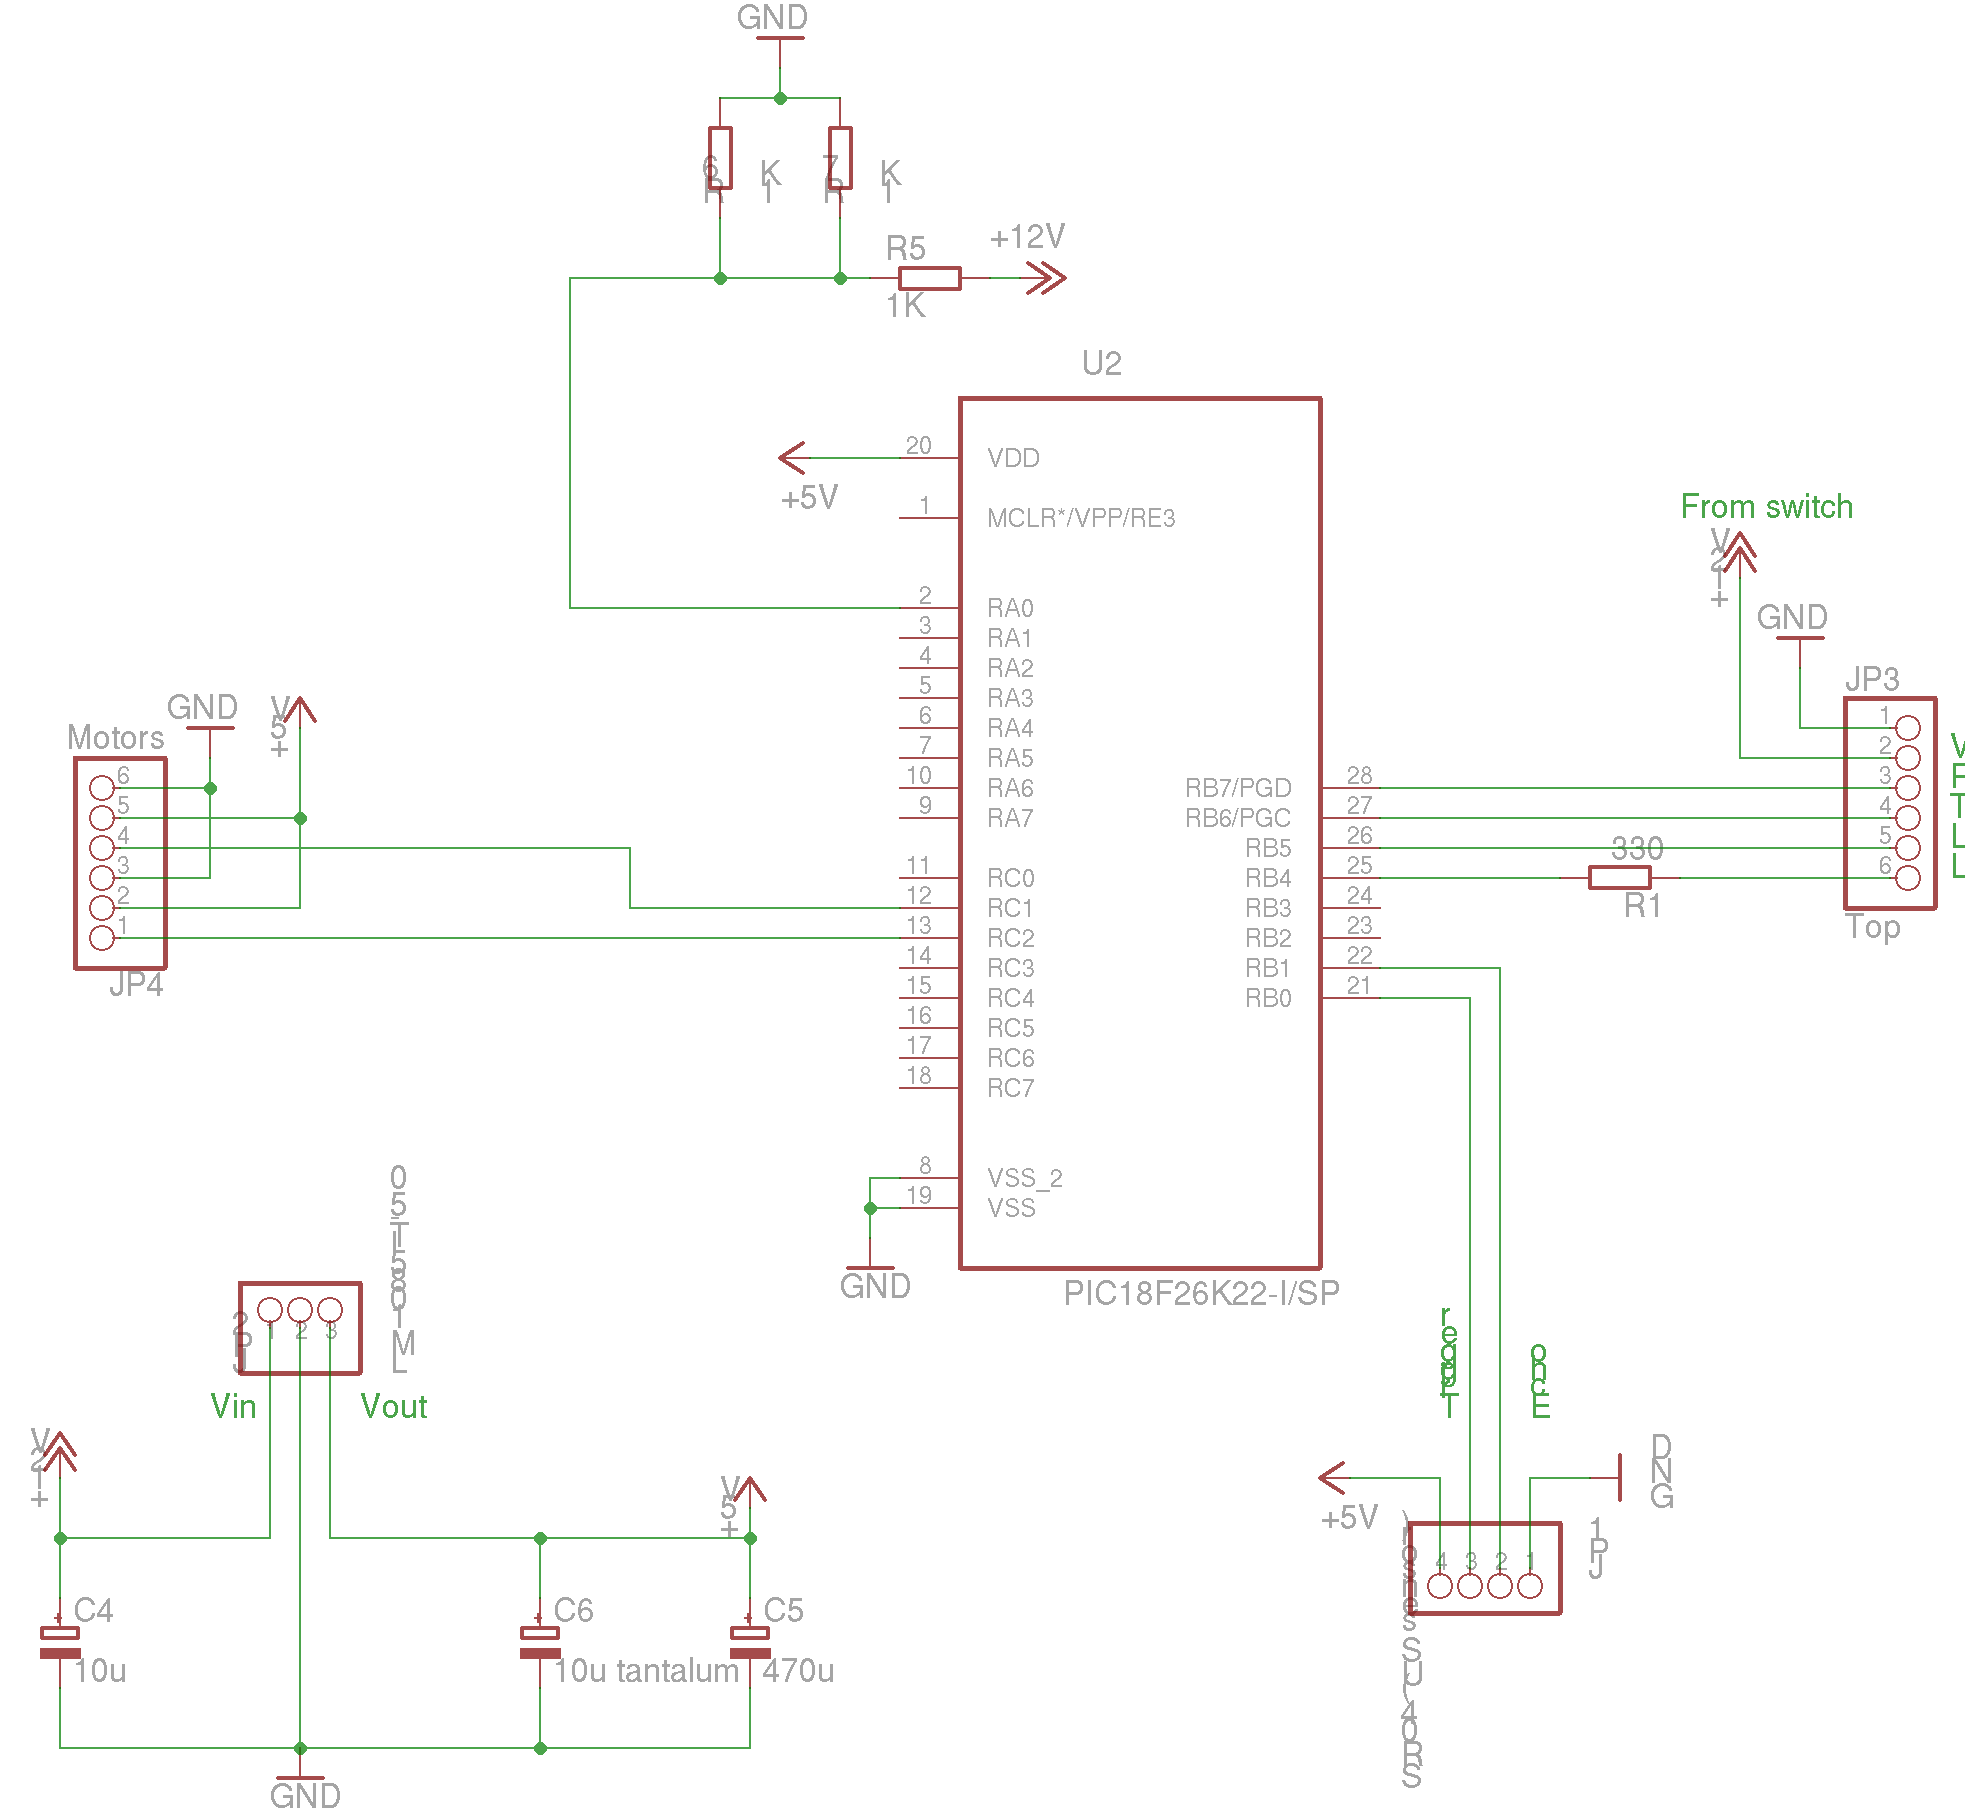 GND
R6
1K
R7
1K
R5
1K
+12V
U2
20
VDD
+5V
1
MCLR*/VPP/RE3
2
RA0
3
RA1
4
RA2
5
RA3
6
RA4
7
RA5
10
RA6
9
RA7
11
RC0
12
RC1
13
RC2
14
RC3
15
RC4
16
RC5
17
RC6
18
RC7
8
VSS_2
19
VSS
GND
RB7/PGD
28
RB6/PGC
27
RB5
26
RB4
25
RB3
24
RB2
23
RB1
22
RB0
21
PIC18F26K22-I/SP
From switch
+12V
GND
JP3
1
2
3
4
5
6
330
R1
Top
V
T
L
L
GND
+5V
Motors
6
5
4
3
2
1
JP4
LM1085IT-5.0
JP2
1
2
3
Vin
Vout
+12V
+5V
C4
10u
C6
10u tantalum
C5
470u
GND
Trigger
Echo
+5V
GND
JP1
4
3
2
1
SR04(US sensor)